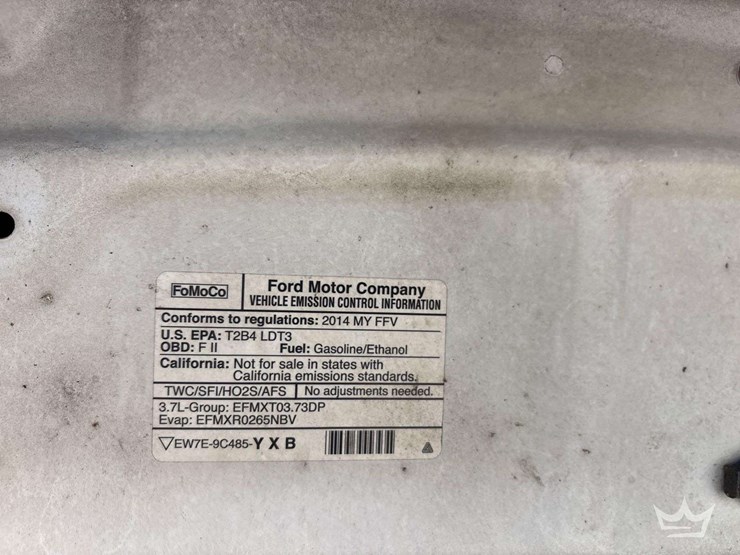 FoMoCo
Ford Motor Company
VEHICLE EMISSION CONTROL INFORMATION
Conforms to regulations: 2014 MY FFV
U.S. EPA: T2B4 LDT3
OBD: F II Fuel: Gasoline/Ethanol
California: Not for sale in states with
California emissions standards.
TWC/SFI/HO2S/AFS No adjustments needed.
3.7L-Group: EFMXT03.73DP
Evap: EFMXR0265NBV
EW7E-9C485-Y X B